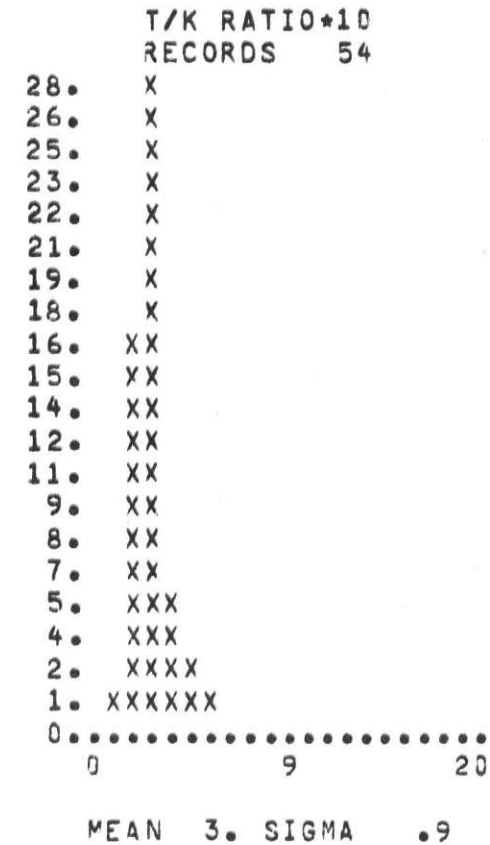 T/K RATIO*10
RECORDS 54
28. X
26. X
25. X
23. X
22. X
21. X
19. X
18. X
16. XX
15. XX
14. XX
12. XX
11. XX
9. XX
8. XX
7. XX
5. XXX
4. XXX
2. XXXX
1. XXXXXX
0.....................
0 9 20
MEAN 3. SIGMA .9